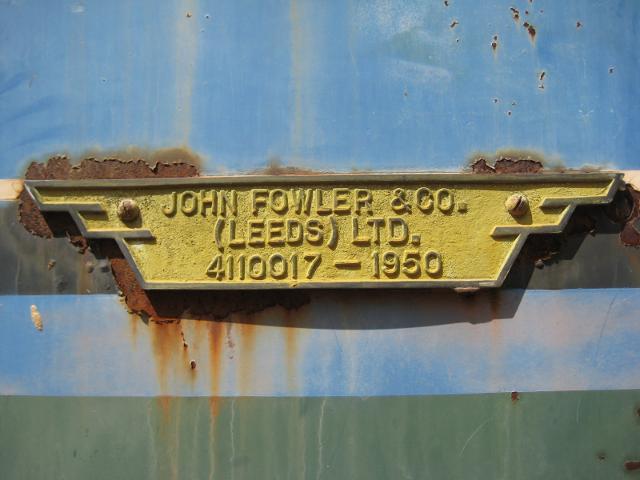 JOHN FOWLER & CO.
(LEEDS) LTD.
4110017 — 1950